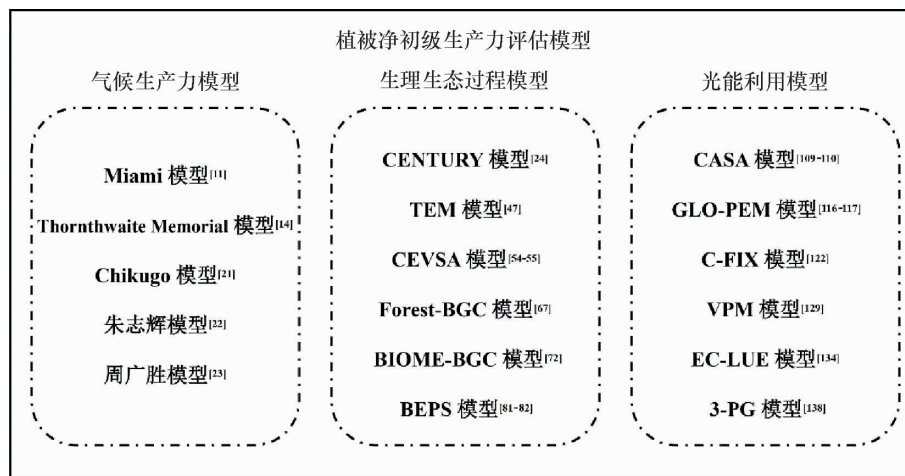 植被净初级生产力评估模型
气候生产力模型
生理生态过程模型
光能利用模型
Miami 模型[11]
Thornthwaite Memorial 模型[14]
Chikugo 模型[21]
朱志辉模型[22]
周广胜模型[23]
CENTURY 模型[24]
TEM 模型[47]
CEVSA 模型[54-55]
Forest-BGC 模型[67]
BIOME-BGC 模型[72]
BEPS 模型[81-82]
CASA 模型[109-110]
GLO-PEM 模型[116-117]
C-FIX 模型[122]
VPM 模型[129]
EC-LUE 模型[134]
3-PG 模型[138]